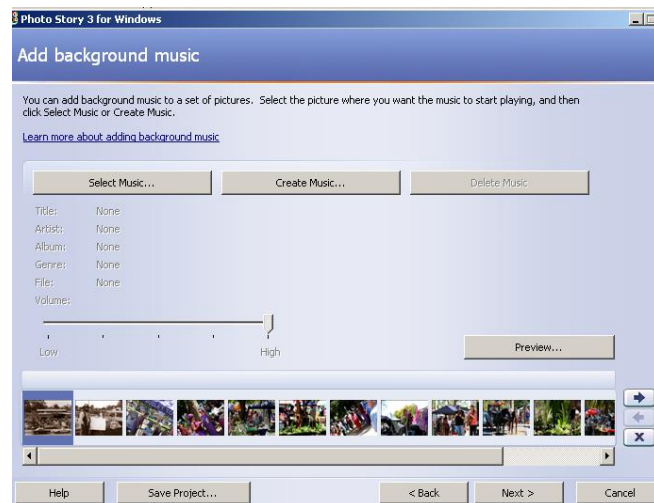 Photo Story 3 for Windows
Add background music
You can add background music to a set of pictures. Select the picture where you want the music to start playing, and then
click Select Music or Create Music.
Learn more about adding background music
Select Music... Create Music... Delete Music
Title: None
Artist: None
Album: None
Genre: None
File: None
Volume:
Low High
Preview...
Help Save Project... < Back Next > Cancel